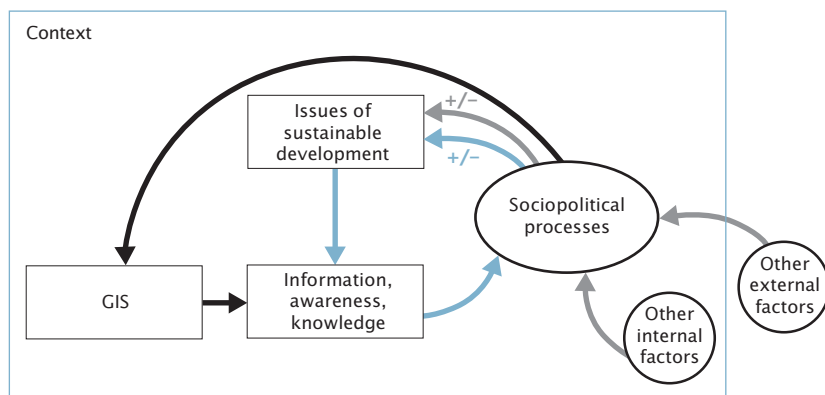 Context
+/−
Issues of
sustainable
development
+/−
Sociopolitical
processes
GIS
Information,
awareness,
knowledge
Other
external
factors
Other
internal
factors